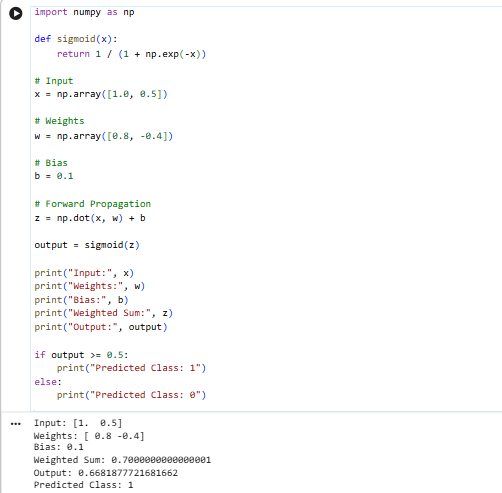 import numpy as np
def sigmoid(x):
    return 1 / (1 + np.exp(-x))
# Input
x = np.array([1.0, 0.5])
# Weights
w = np.array([0.8, -0.4])
# Bias
b = 0.1
# Forward Propagation
z = np.dot(x, w) + b
output = sigmoid(z)
print("Input:", x)
print("Weights:", w)
print("Bias:", b)
print("Weighted Sum:", z)
print("Output:", output)
if output >= 0.5:
    print("Predicted Class: 1")
else:
    print("Predicted Class: 0")
Input: [1.  0.5]
Weights: [ 0.8 -0.4]
Bias: 0.1
Weighted Sum: 0.7000000000000001
Output: 0.6681877721681662
Predicted Class: 1